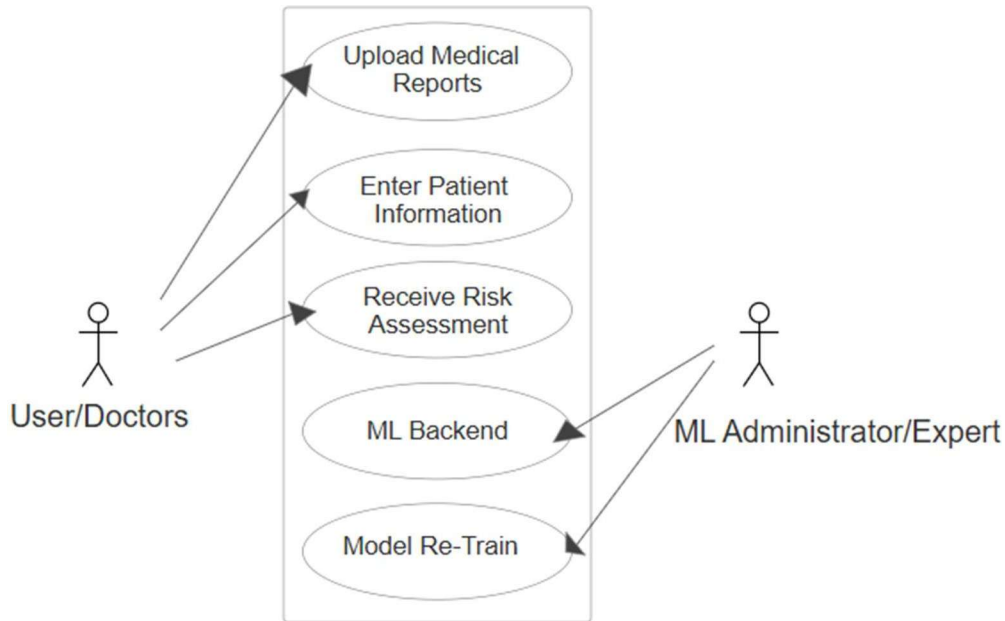 Upload Medical
Reports
Enter Patient
Information
Receive Risk
Assessment
User/Doctors
ML Backend
ML Administrator/Expert
Model Re-Train